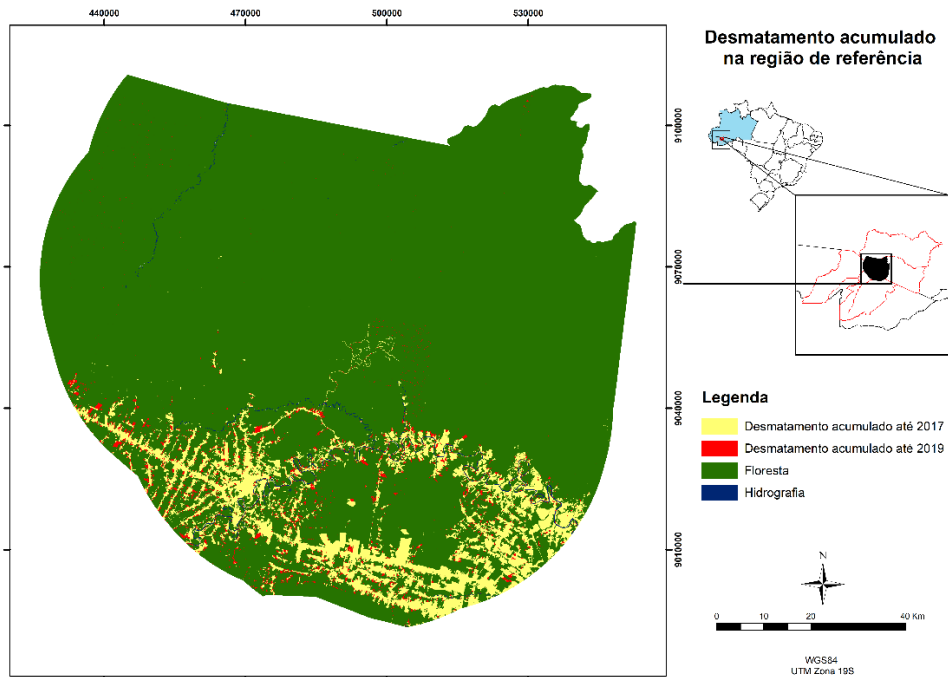 440000 470000 500000 530000
9100000
9070000
9040000
9010000
Desmatamento acumulado
na região de referência
Legenda
Desmatamento acumulado até 2017
Desmatamento acumulado até 2019
Floresta
Hidrografia
N
0 10 20 40 Km
WGS84
UTM Zona 19S